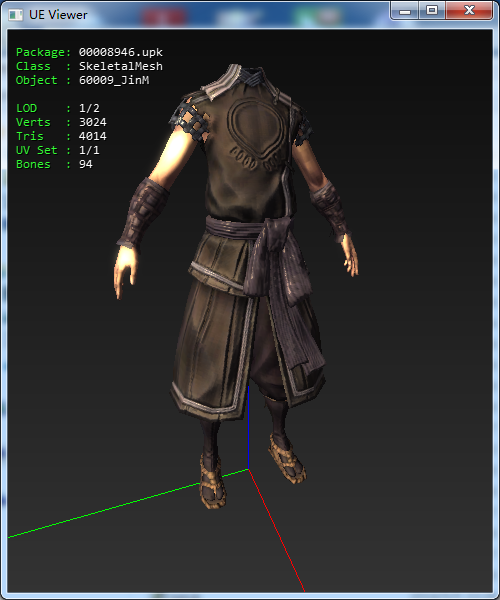 UE Viewer
Package: 00008946.upk
Class  : SkeletalMesh
Object : 60009_JinM
LOD    : 1/2
Verts  : 3024
Tris   : 4014
UV Set : 1/1
Bones  : 94